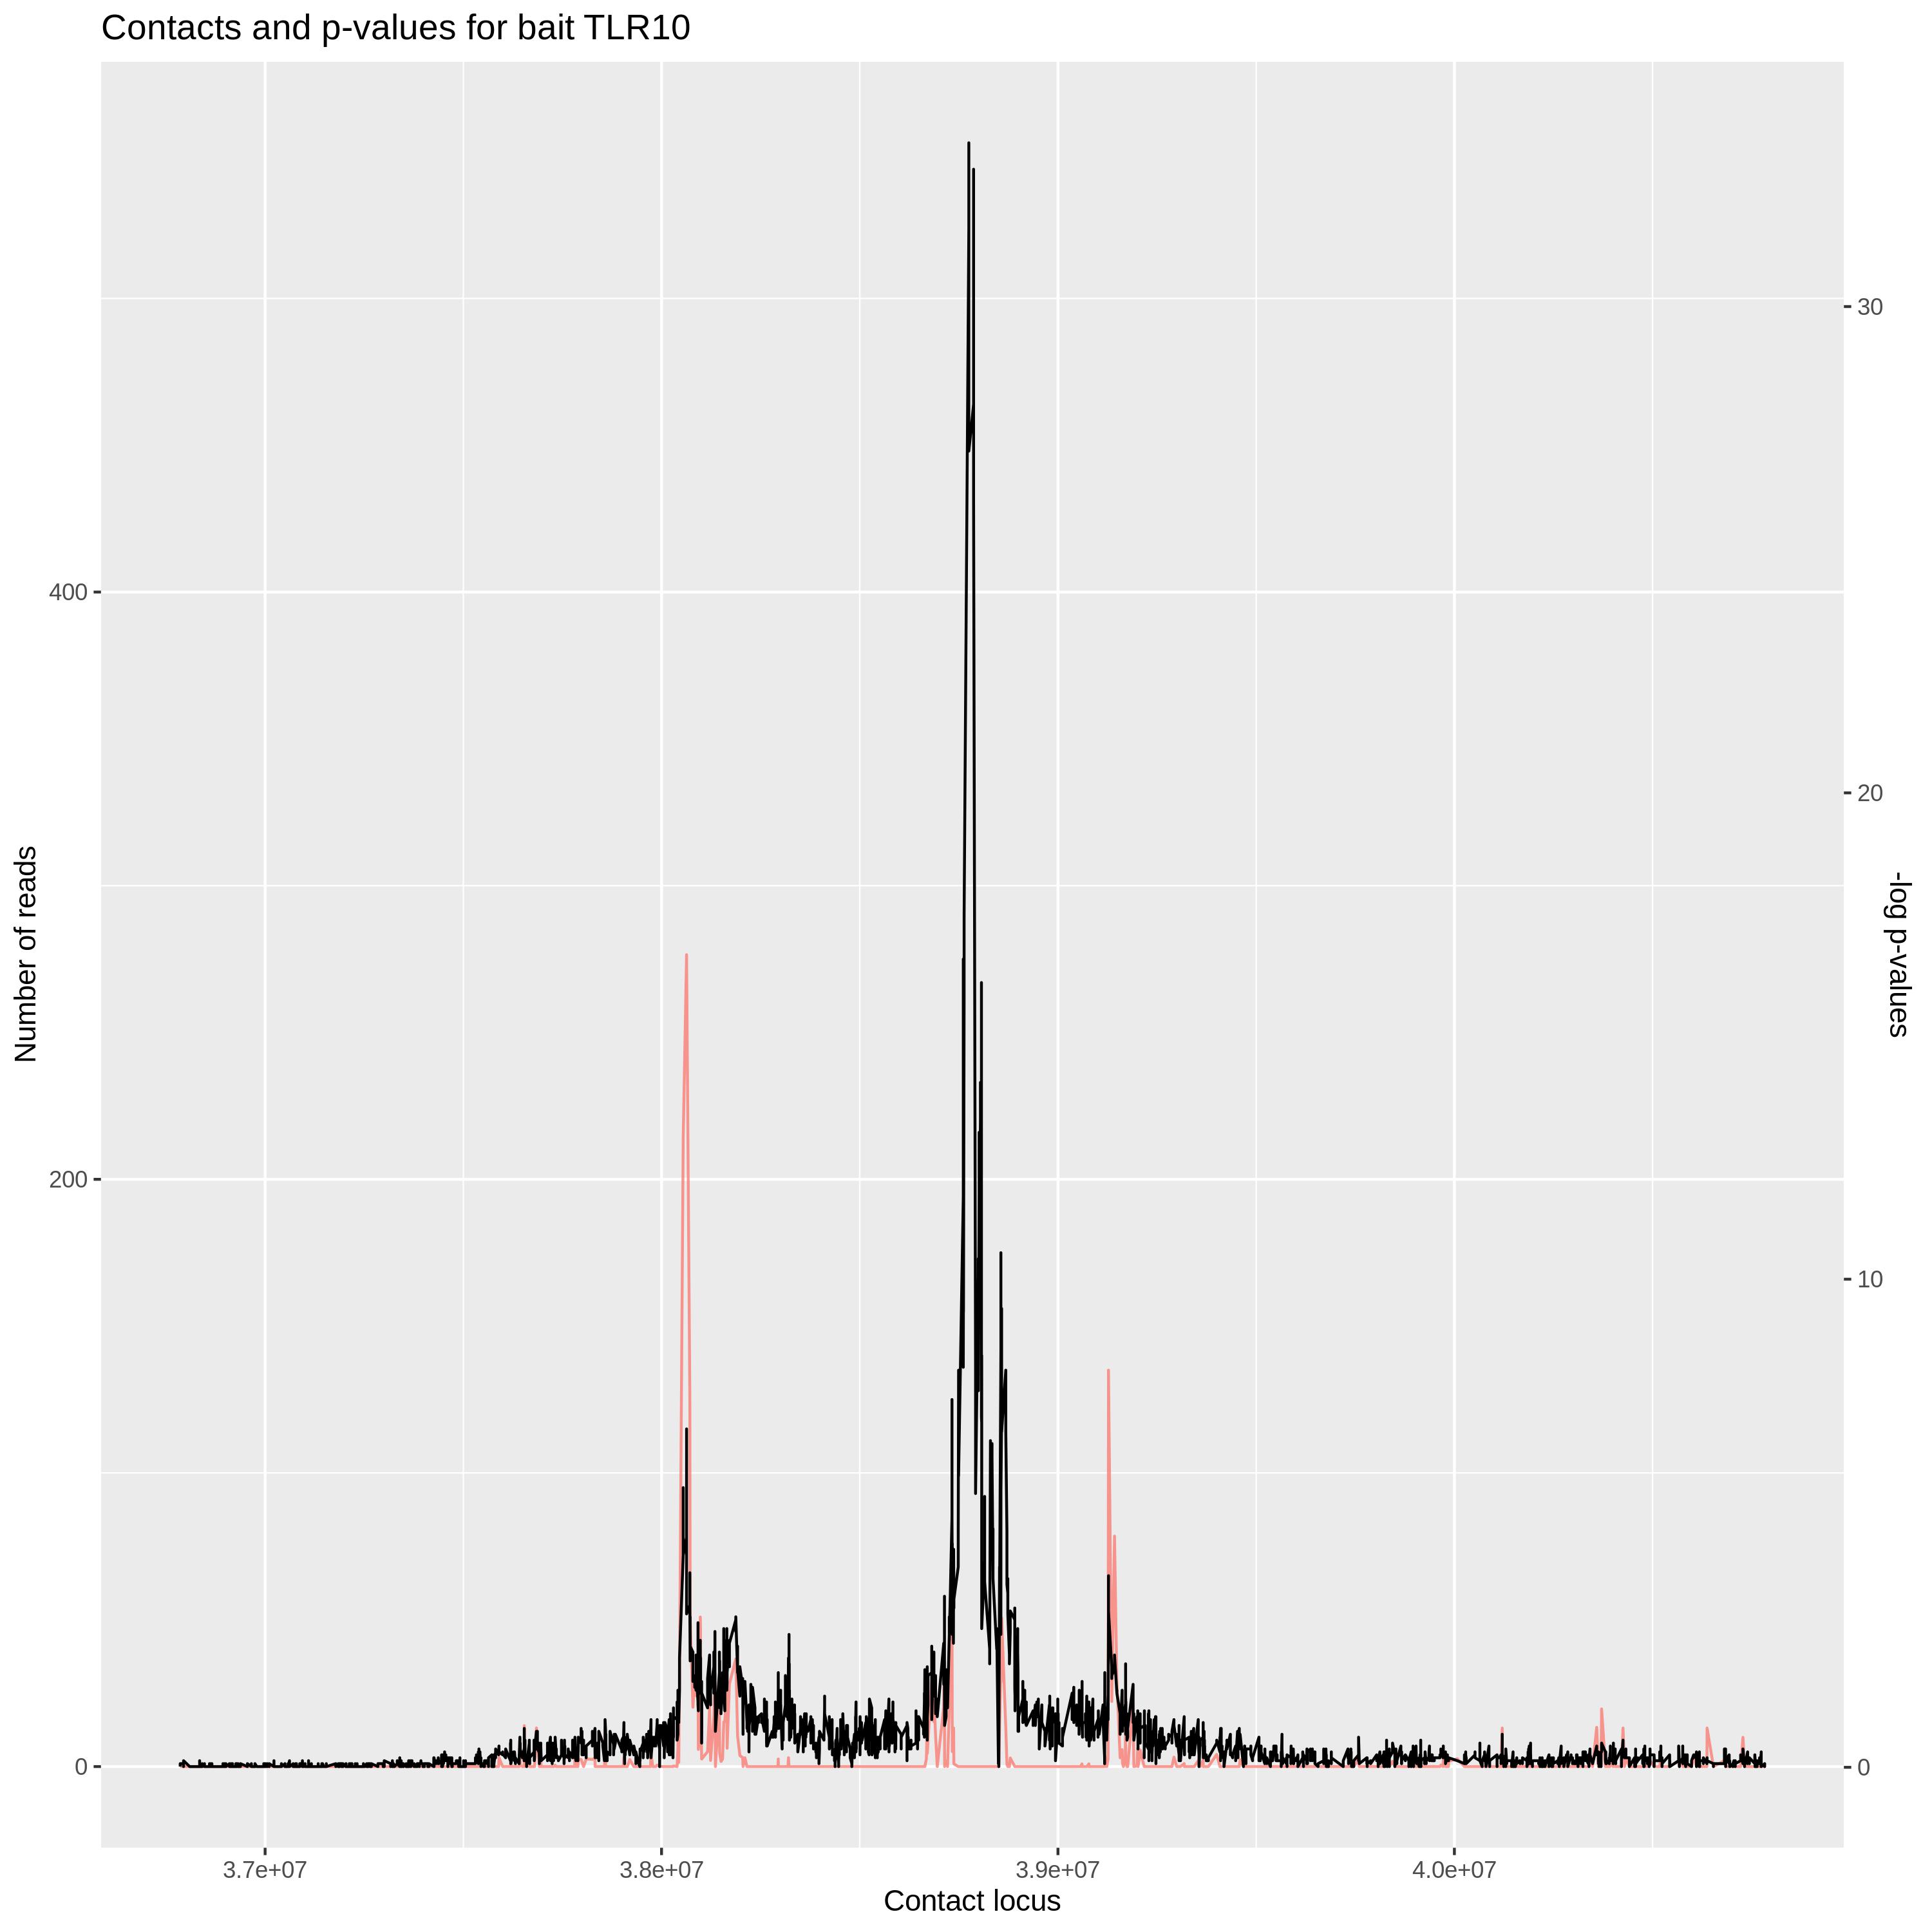 Contacts and p-values for bait TLR10
Number of reads
400
200
0
30
20
10
0
-log p-values
3.7e+07 3.8e+07 3.9e+07 4.0e+07
Contact locus